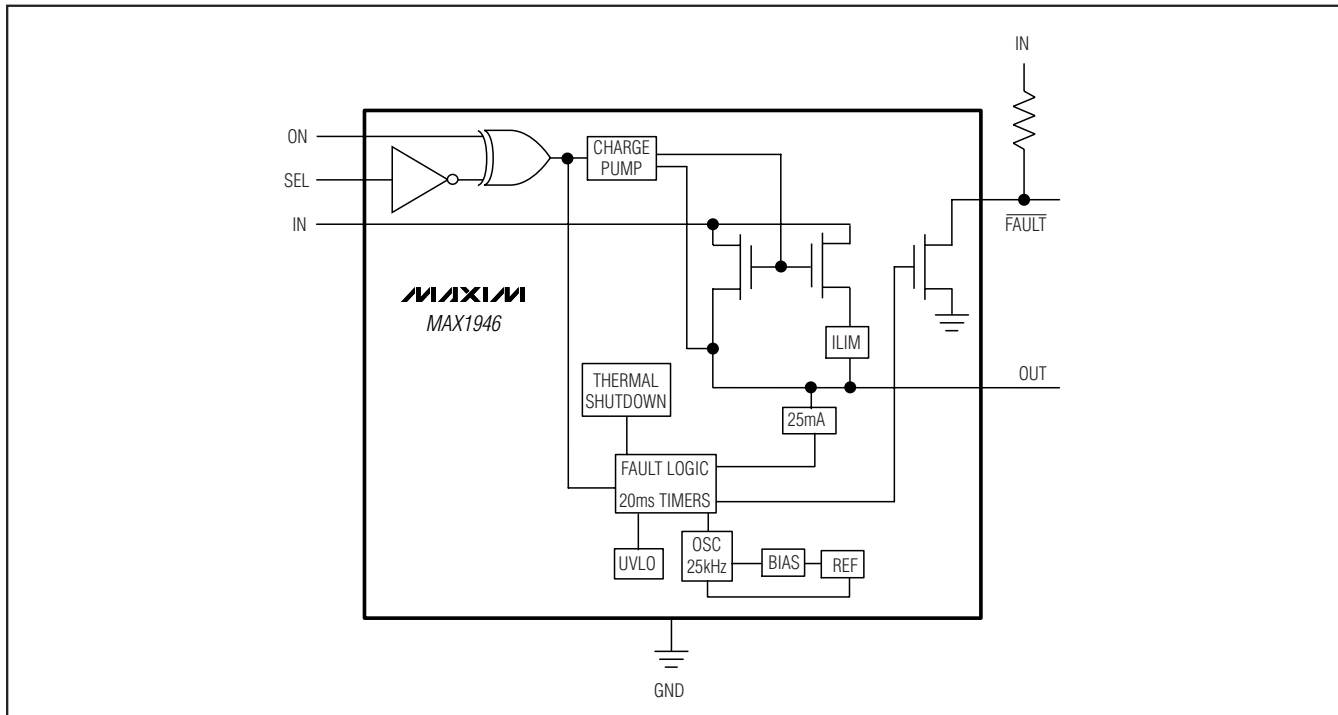 IN
ON
CHARGE
PUMP
SEL
FAULT
IN
MAXIM
MAX1946
ILIM
OUT
THERMAL
SHUTDOWN
25mA
FAULT LOGIC
20ms TIMERS
OSC
25kHz
UVLO
BIAS
REF
GND